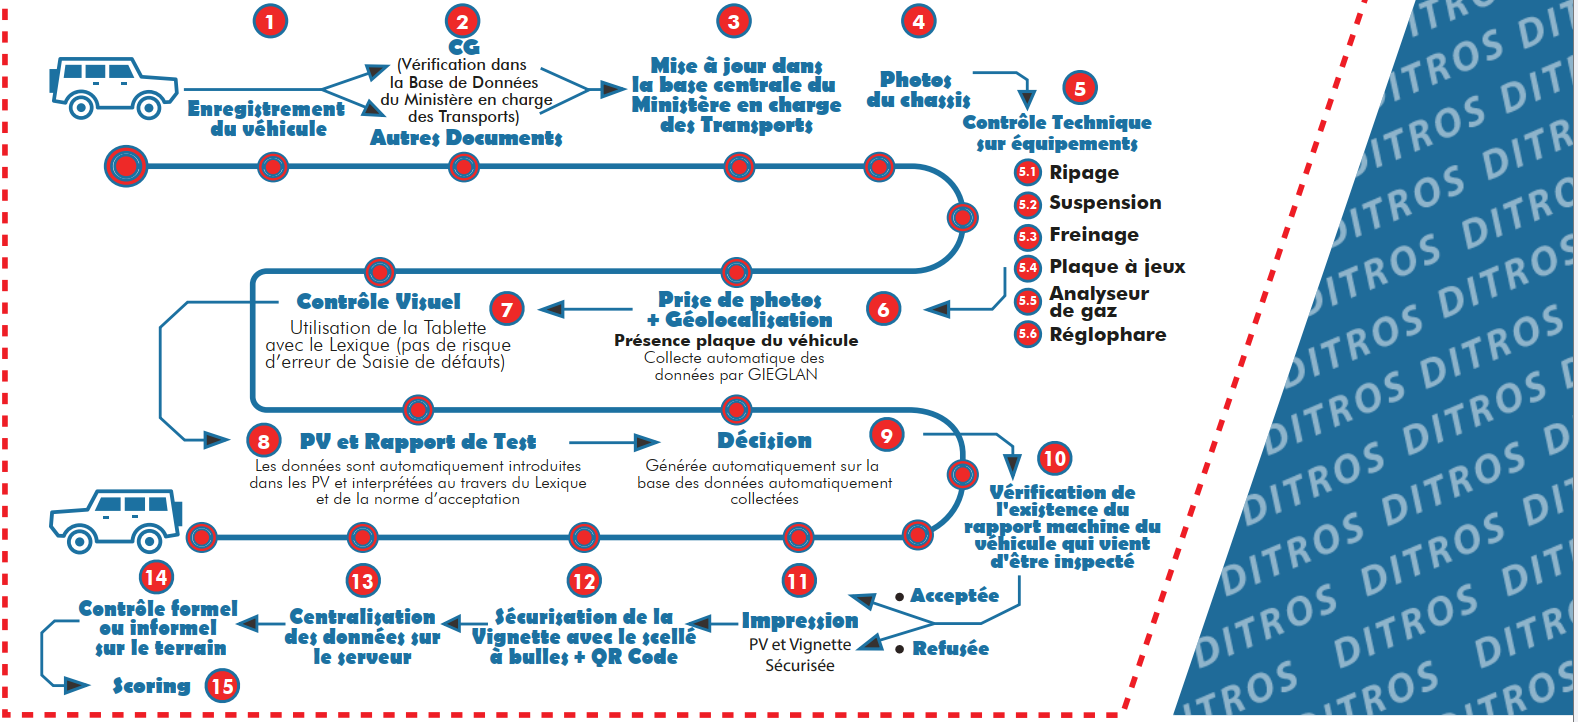 1
Enregistrement
du véhicule
2
CG
(Vérification dans
la Base de Données
du Ministère en charge
des Transports)
Autres Documents
3
Mise à jour dans
la base centrale du
Ministère en charge
des Transports
4
Photos
du chassis
5
Contrôle Technique
sur équipements
5.1 Ripage
5.2 Suspension
5.3 Freinage
5.4 Plaque à jeux
5.5 Analyseur
de gaz
5.6 Réglophare
6
Prise de photos
+ Géolocalisation
Présence plaque du véhicule
Collecte automatique des
données par GIEGLAN
7
Contrôle Visuel
Utilisation de la Tablette
avec le Lexique (pas de risque
d'erreur de Saisie de défauts)
8 PV et Rapport de Test
Les données sont automatiquement introduites
dans les PV et interprétées au travers du Lexique
et de la norme d'acceptation
Décision 9
Générée automatiquement sur la
base des données automatiquement
collectées
10
Vérification de
l'existence du
rapport machine du
véhicule qui vient
d'être inspecté
• Acceptée
• Refusée
11
Impression
PV et Vignette
Sécurisée
12
Sécurisation de la
Vignette avec le scellé
à bulles + QR Code
13
Centralisation
des données sur
le serveur
14
Contrôle formel
ou informel
sur le terrain
Scoring 15
DITROS DITROS DITROS